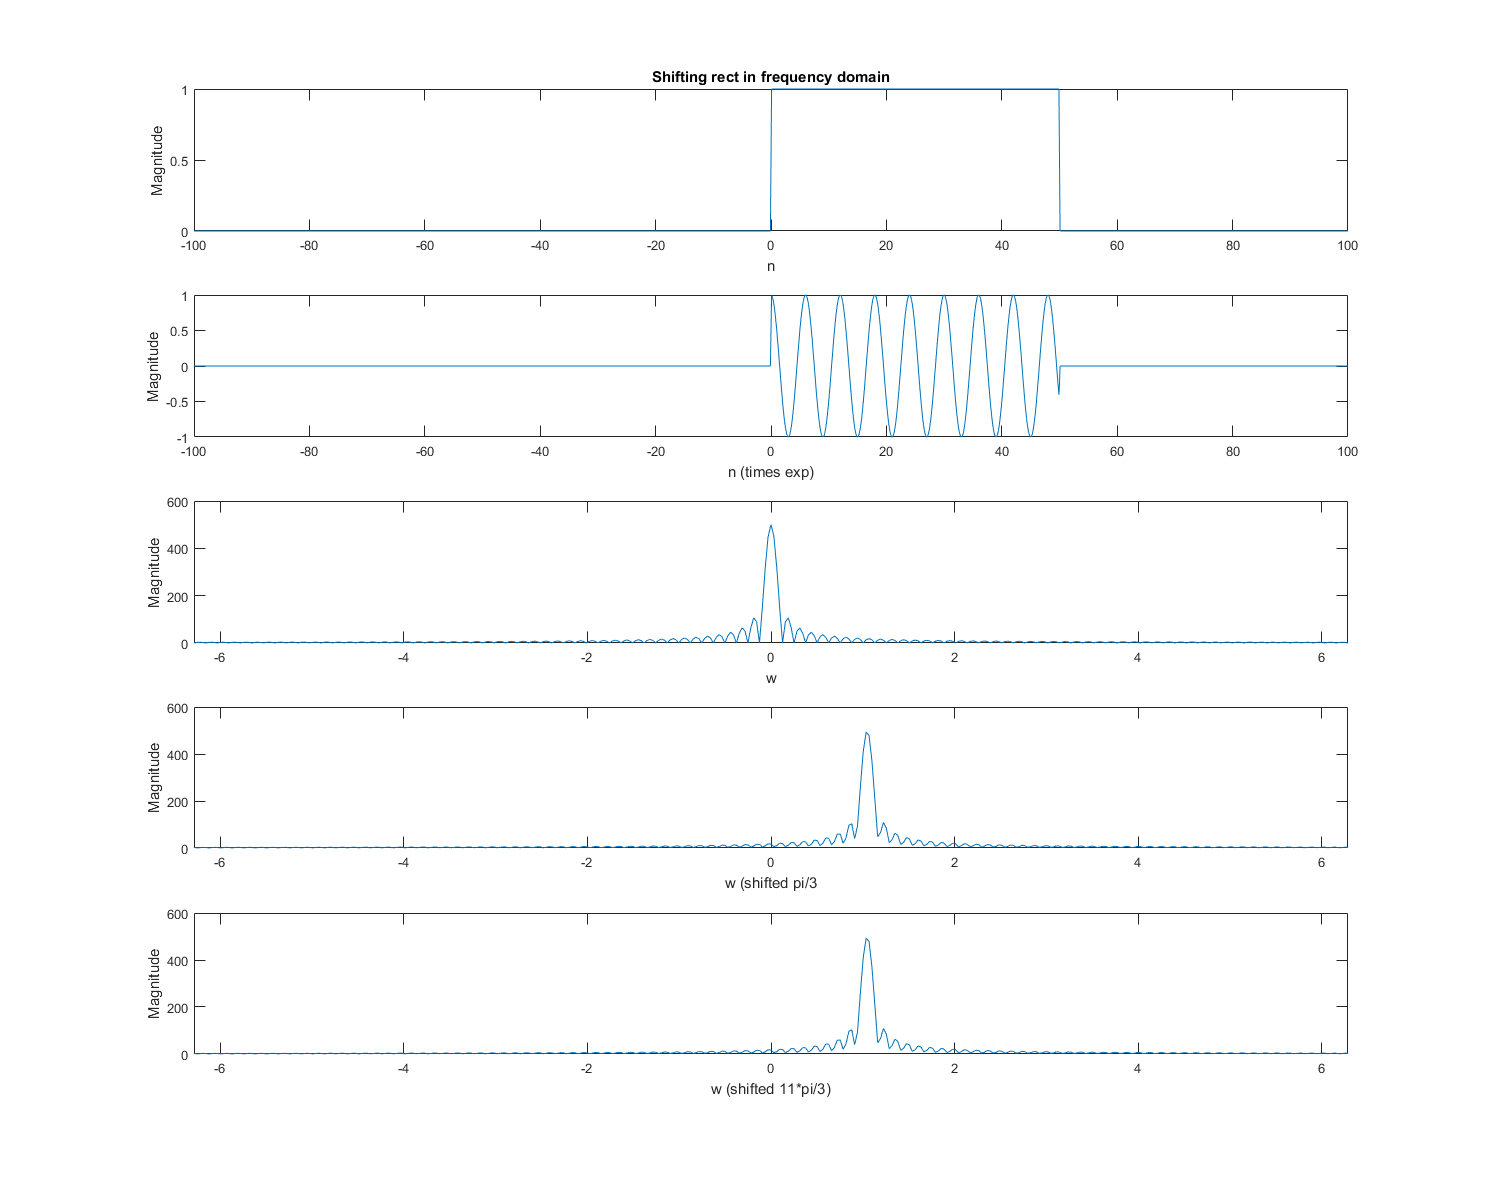 Shifting rect in frequency domain
1
0.5
0
Magnitude
-100 -80 -60 -40 -20 0 20 40 60 80 100
n
1
0.5
0
-0.5
-1
Magnitude
-100 -80 -60 -40 -20 0 20 40 60 80 100
n (times exp)
600
400
200
0
Magnitude
-6 -4 -2 0 2 4 6
w
600
400
200
0
Magnitude
-6 -4 -2 0 2 4 6
w (shifted pi/3
600
400
200
0
Magnitude
-6 -4 -2 0 2 4 6
w (shifted 11*pi/3)